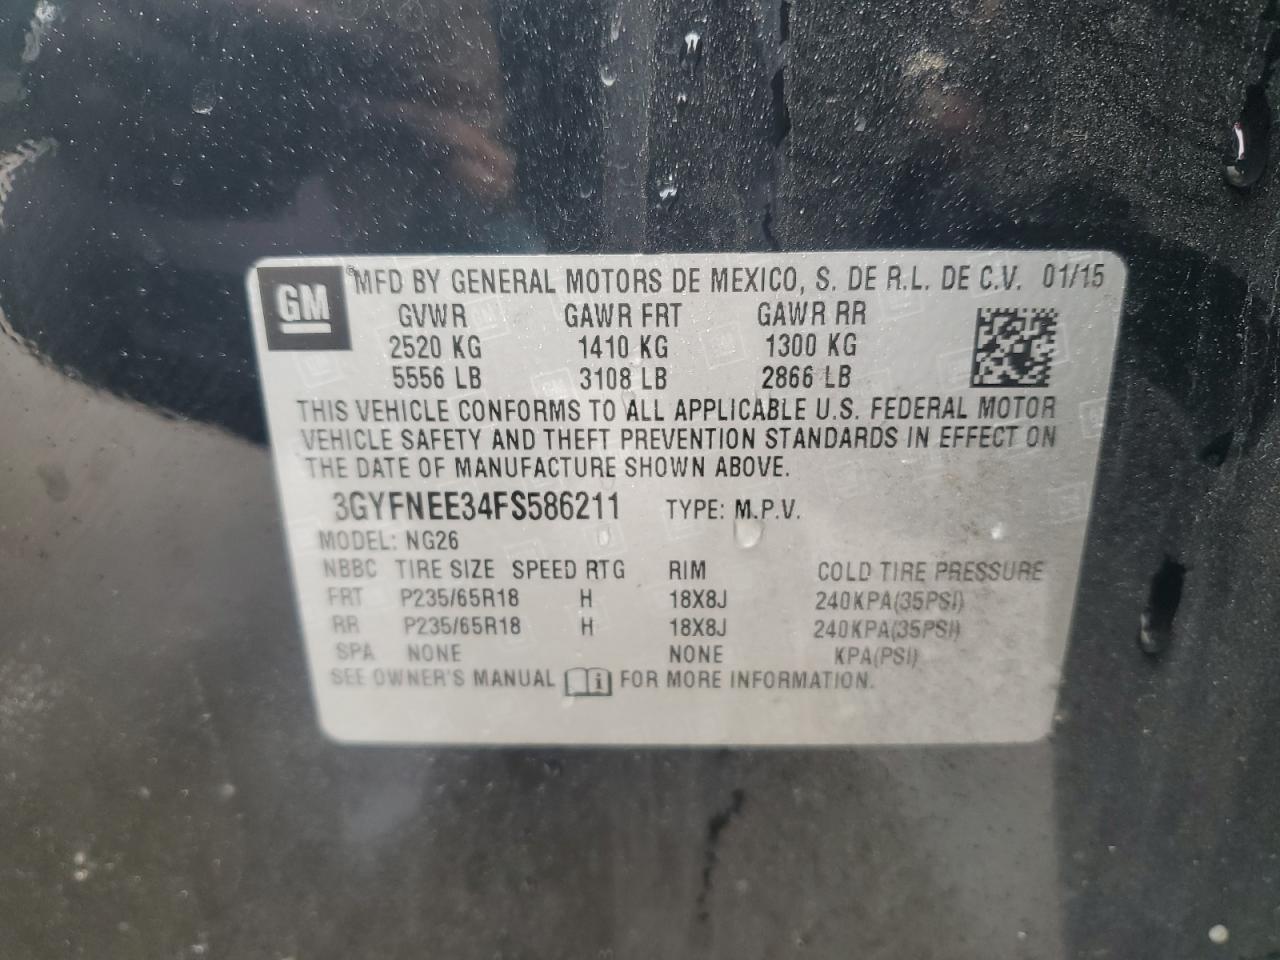 GM
®MFD BY GENERAL MOTORS DE MEXICO, S. DE R.L. DE C.V. 01/15
GVWR GAWR FRT GAWR RR
2520 KG 1410 KG 1300 KG
5556 LB 3108 LB 2866 LB
THIS VEHICLE CONFORMS TO ALL APPLICABLE U.S. FEDERAL MOTOR
VEHICLE SAFETY AND THEFT PREVENTION STANDARDS IN EFFECT ON
THE DATE OF MANUFACTURE SHOWN ABOVE.
3GYFNEE34FS586211 TYPE: M.P.V.
MODEL: NG26
NBBC TIRE SIZE SPEED RTG RIM COLD TIRE PRESSURE
FRT P235/65R18 H 18X8J 240KPA(35PSI)
RR P235/65R18 H 18X8J 240KPA(35PSI)
SPA NONE NONE KPA(PSI)
SEE OWNER'S MANUAL i FOR MORE INFORMATION.